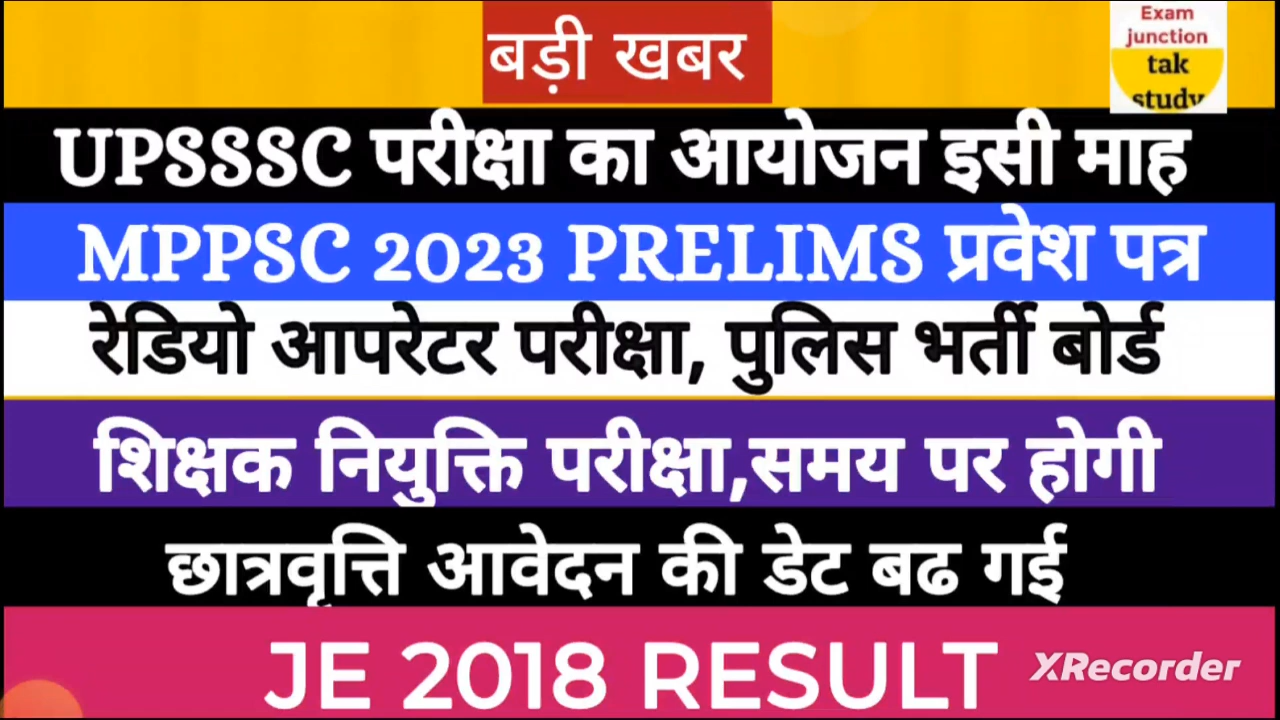 बड़ी खबर
Exam
junction
tak
study
UPSSSC परीक्षा का आयोजन इसी माह
MPPSC 2023 PRELIMS प्रवेश पत्र
रेडियो आपरेटर परीक्षा, पुलिस भर्ती बोर्ड
शिक्षक नियुक्ति परीक्षा,समय पर होगी
छात्रवृत्ति आवेदन की डेट बढ गई
JE 2018 RESULT
XRecorder